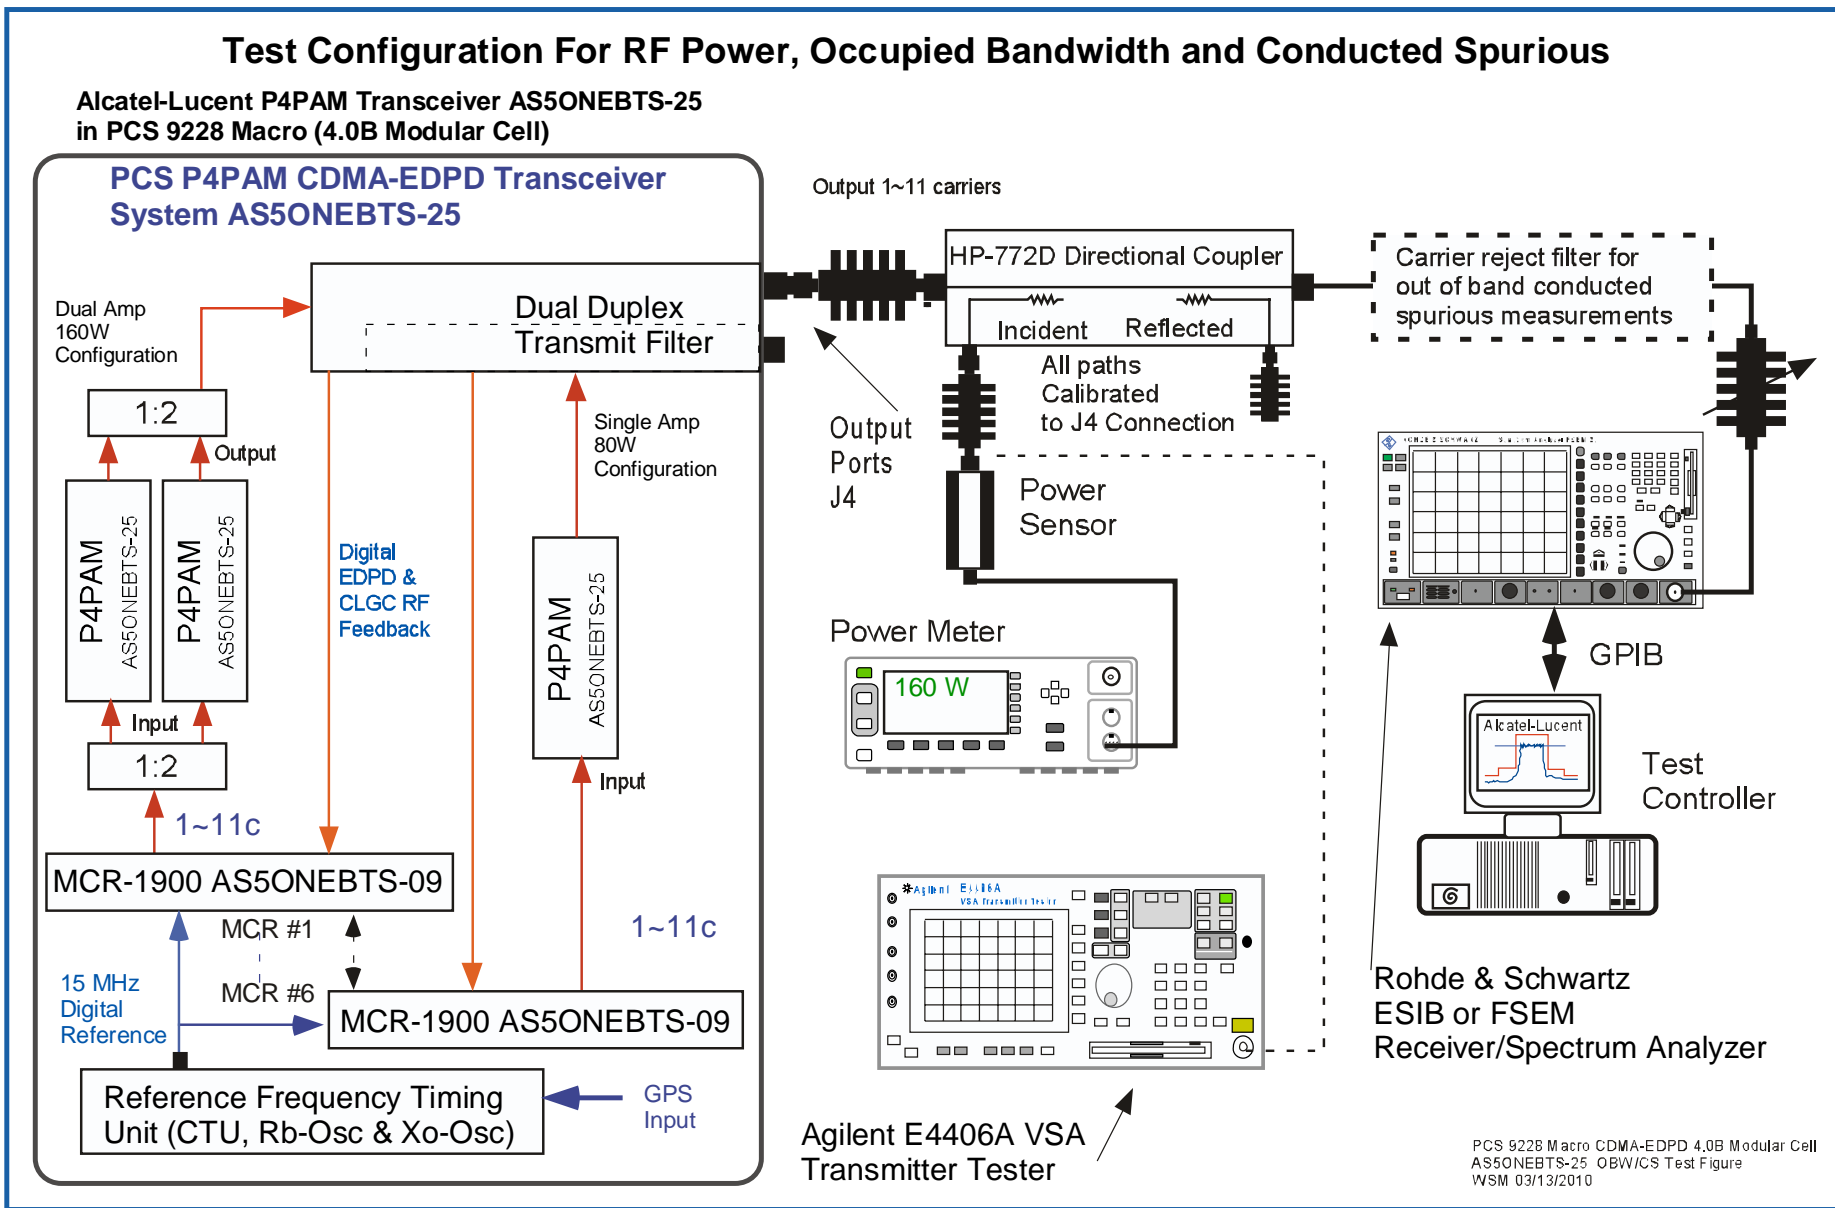 Test Configuration For RF Power, Occupied Bandwidth and Conducted Spurious
Alcatel-Lucent P4PAM Transceiver AS5ONEBTS-25
in PCS 9228 Macro (4.0B Modular Cell)
PCS P4PAM CDMA-EDPD Transceiver
System AS5ONEBTS-25
Output 1~11 carriers
HP-772D Directional Coupler
Incident
Reflected
Carrier reject filter for
out of band conducted
spurious measurements
Dual Duplex
Transmit Filter
Dual Amp
160W
Configuration
1:2
Output
P4PAM
AS5ONEBTS-25
P4PAM
AS5ONEBTS-25
Input
1:2
1~11c
Single Amp
80W
Configuration
Digital
EDPD &
CLGC RF
Feedback
P4PAM
AS5ONEBTS-25
Input
Output
Ports
J4
All paths
Calibrated
to J4 Connection
Power
Sensor
Power Meter
160 W
ROHDE & SCHWARZ
GPIB
Alcatel-Lucent
Test
Controller
MCR-1900 AS5ONEBTS-09
MCR #1
MCR #6
1~11c
15 MHz
Digital
Reference
MCR-1900 AS5ONEBTS-09
Reference Frequency Timing
Unit (CTU, Rb-Osc & Xo-Osc)
GPS
Input
Agilent E4406A
VSA Transmitter Tester
Agilent E4406A VSA
Transmitter Tester
Rohde & Schwartz
ESIB or FSEM
Receiver/Spectrum Analyzer
PCS 9228 Macro CDMA-EDPD 4.0B Modular Cell
AS5ONEBTS-25 OBW/CS Test Figure
WSM 03/13/2010